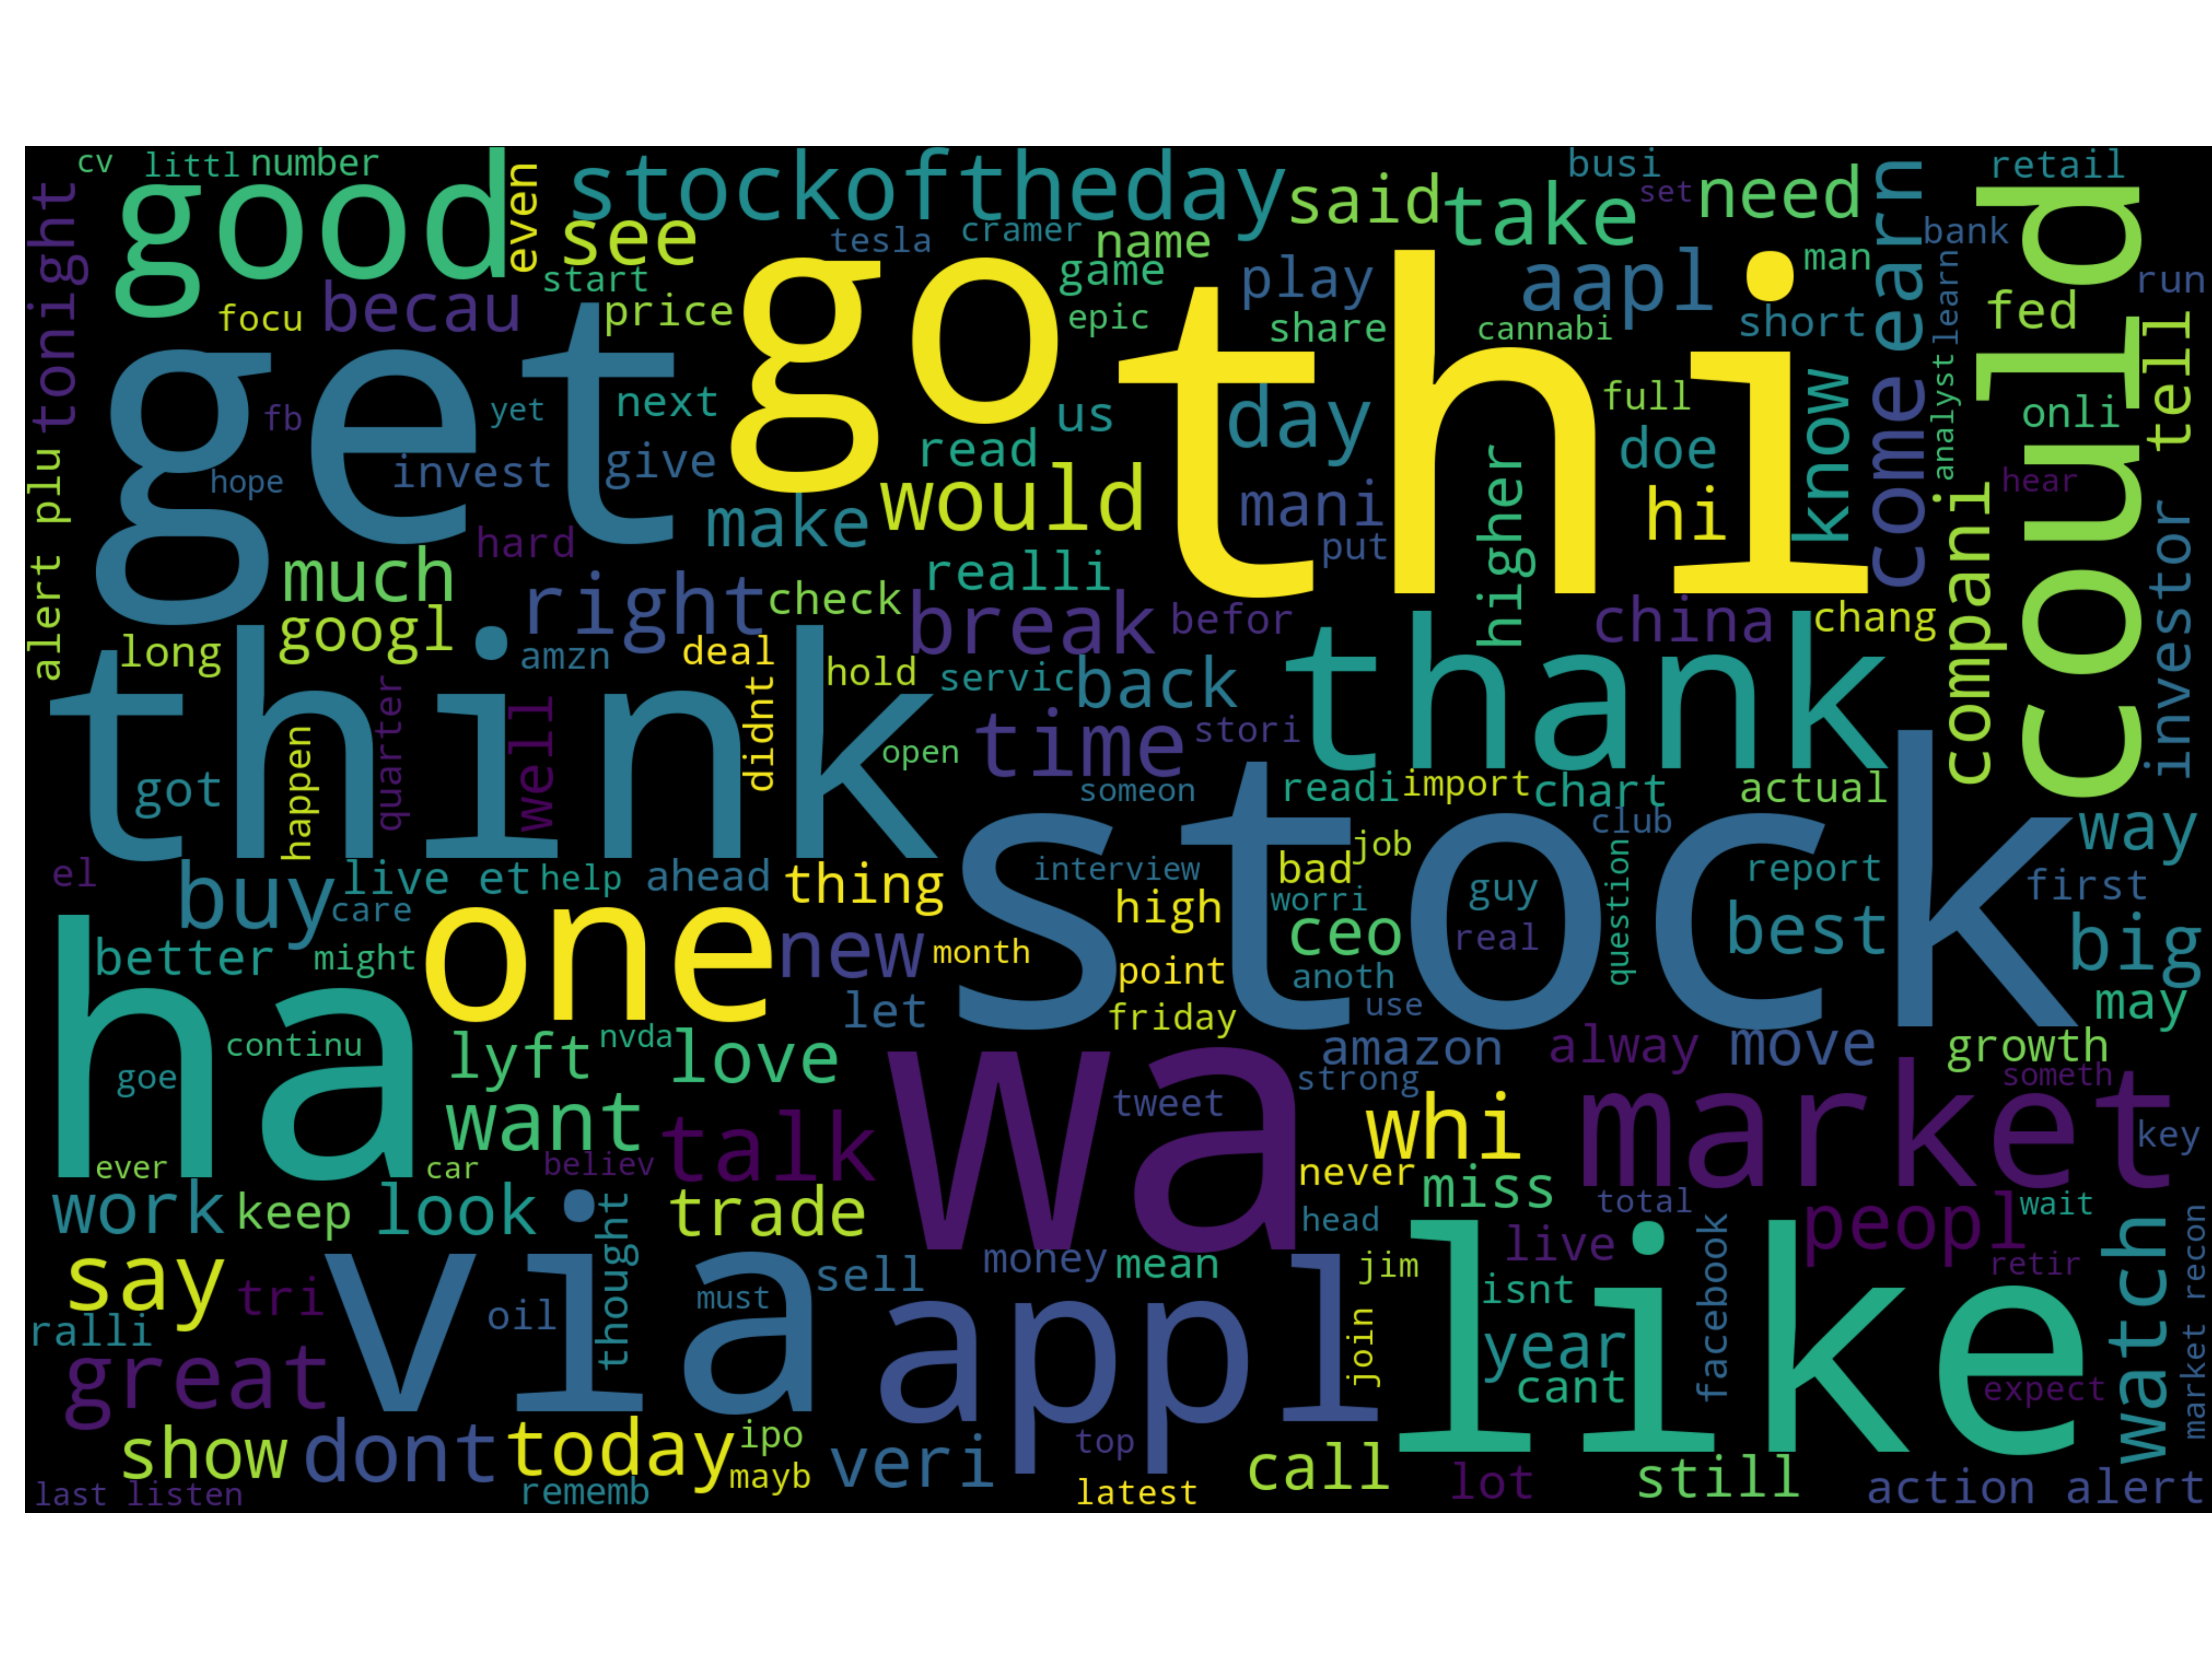 cv littl number
good
even
stockoftheday
said
take
busi
set
need
retail
see
tesla cramer name
bank
tonight
focu
becau
start
price
go
game
epic
play
share
aapl
cannabi
man
short
earn
learn
fed
run
could
tell
get
fb
yet
next
us
day
thi
full
know
come
analyst
onli
hope
invest
give
read
would
mani
higher
doe
hi
hear
alert plu
hard
make
put
compani
investor
much
googl
right
check
realli
break
befor
china
chang
long
amzn
deal
hold
servic
back
thank
think
quarter
well
didnt
happen
got
open
time
stori
someon
readi
import
chart
actual
stock
club
way
el
buy
live et
help
ahead
thing
interview
bad
job
worri
guy
question
report
first
care
better
might
one
new
month
high
ceo
real
best
big
point
anoth
let
friday
use
may
ha
continu
goe
lyft
nvda
love
wa
amazon
strong
alway
move
growth
someth
want
talk
tweet
whi
market
key
ever
car
believ
never
miss
work
keep
look
thought
trade
head
total
peopl
wait
say
tri
via
oil
must
sell
money
mean
jim
live
like
isnt
facebook
retir
watch
market recon
ralli
great
appl
join
year
cant
expect
show
dont
today
ipo
mayb
veri
top
call
lot
still
last
listen
rememb
latest
action alert